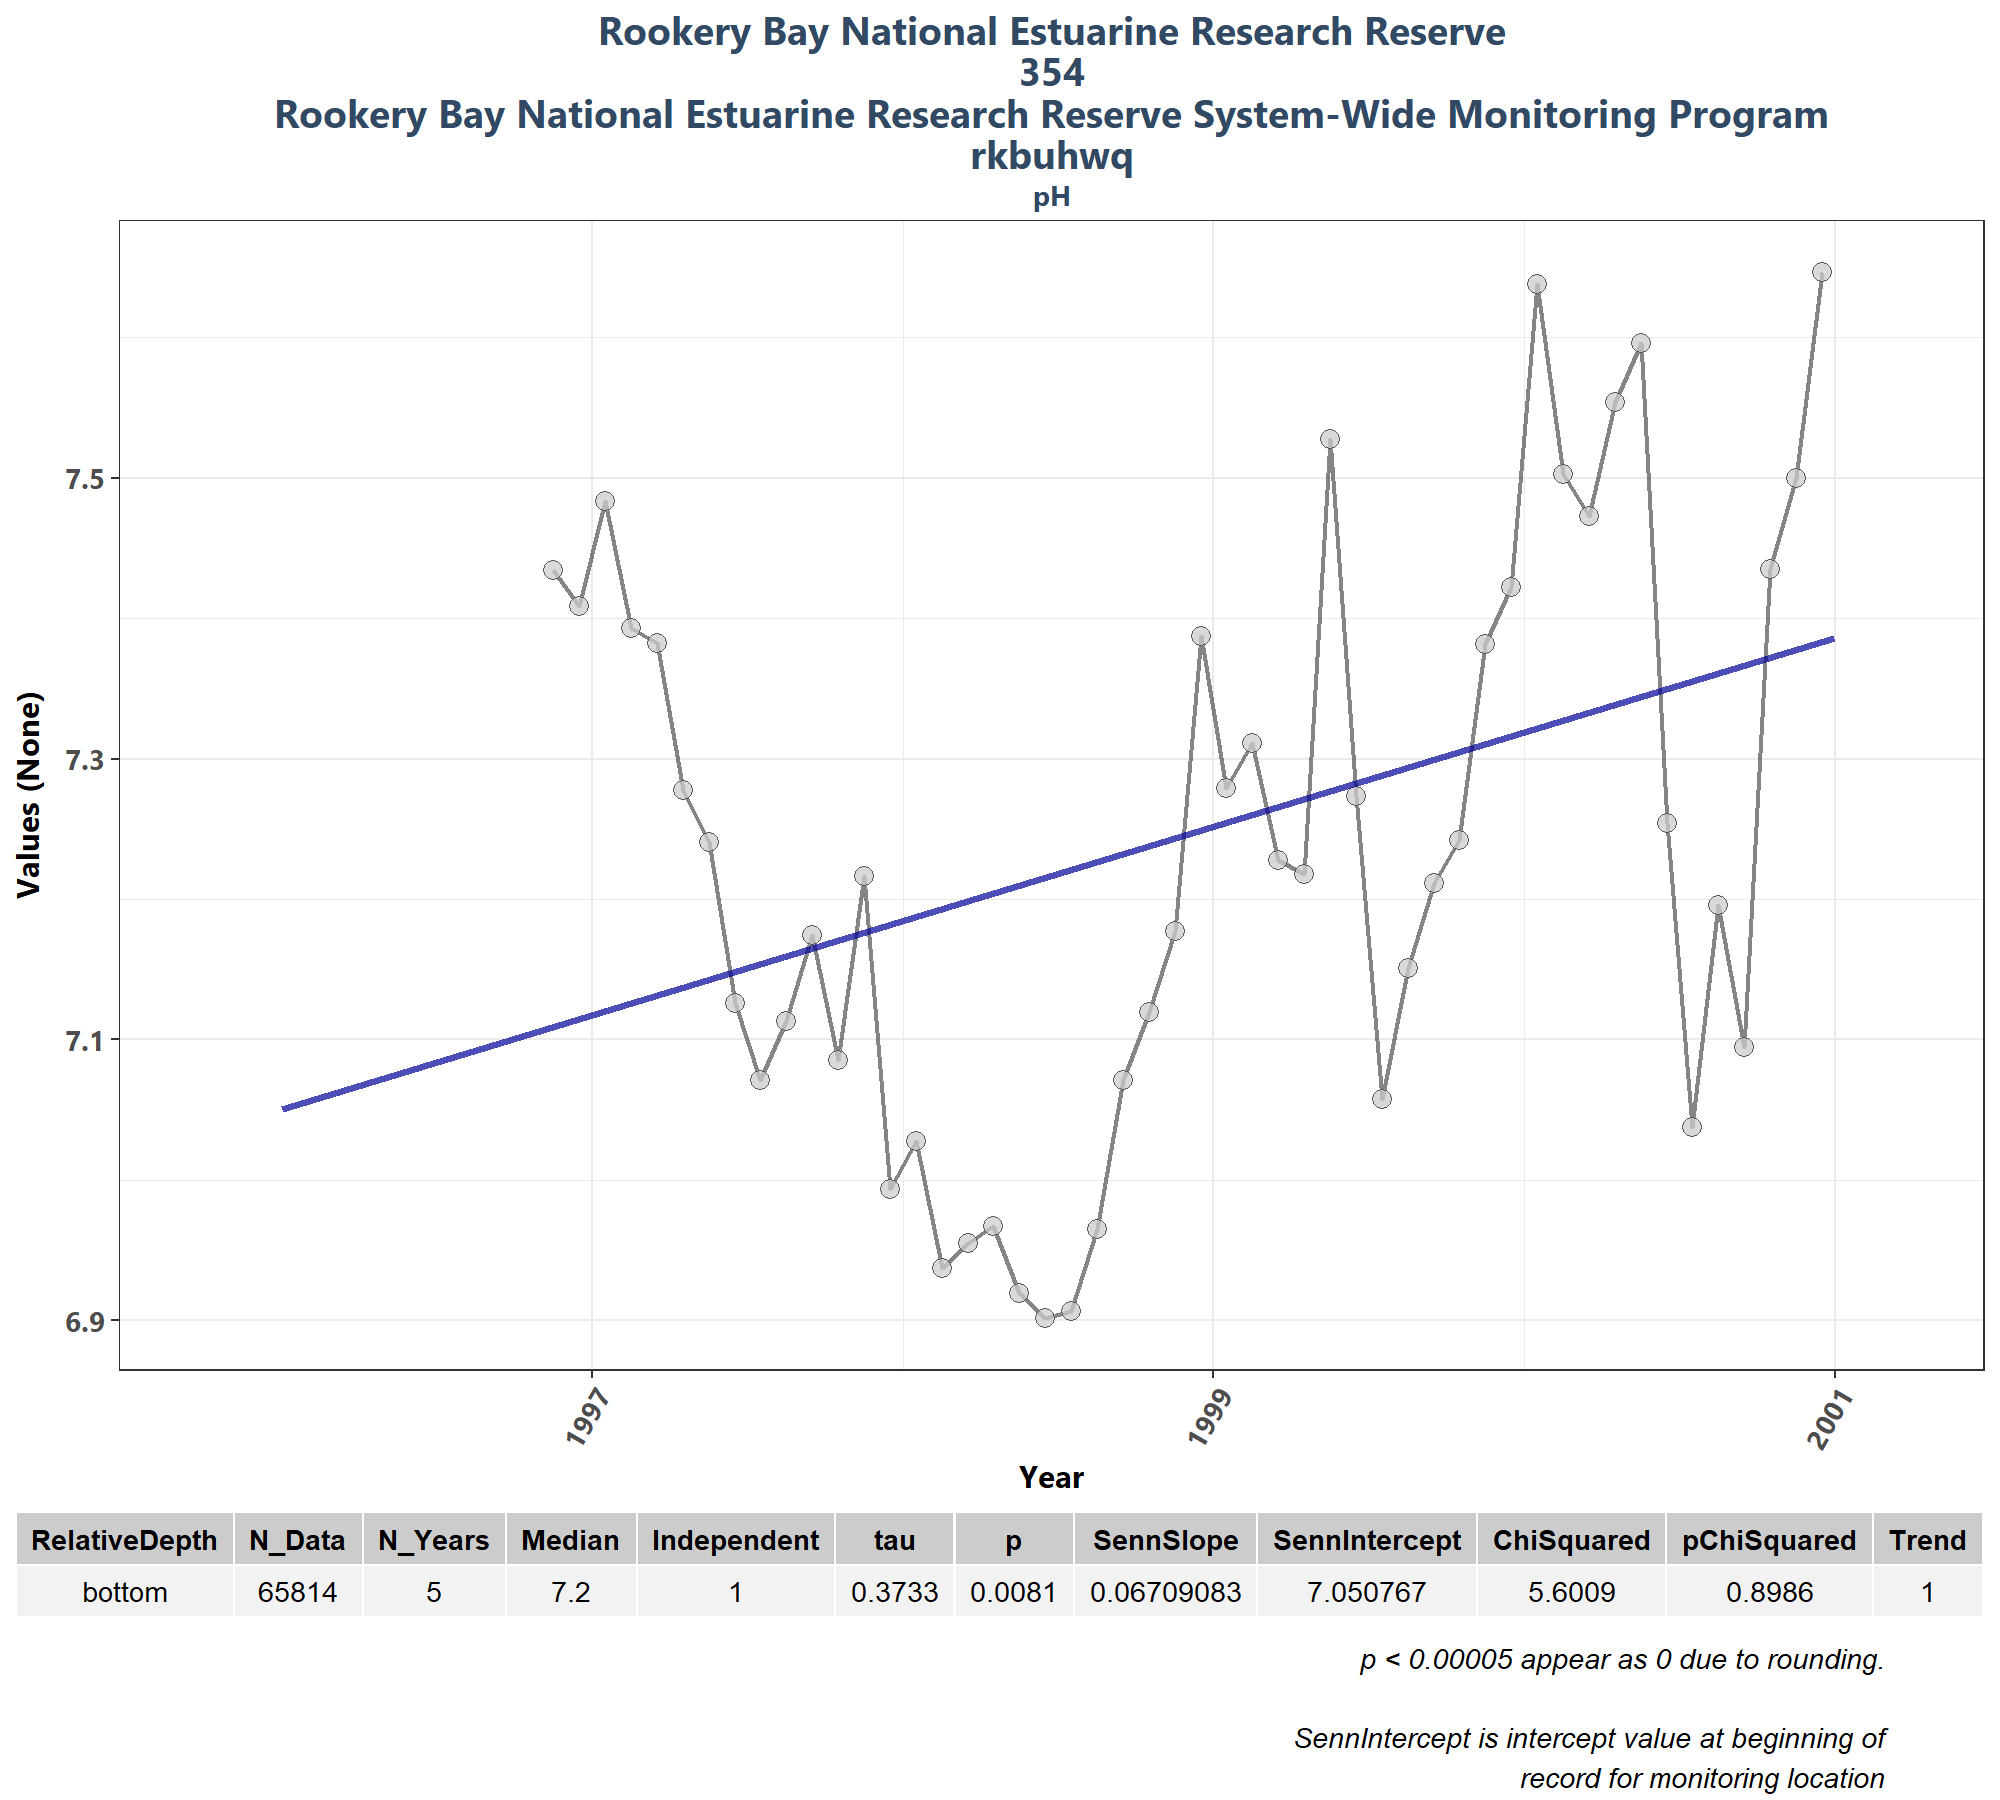 Rookery Bay National Estuarine Research Reserve
354
Rookery Bay National Estuarine Research Reserve System-Wide Monitoring Program
rkbuhwq
pH
Values (None)
7.5
7.3
7.1
6.9
1997 1999 2001
Year
RelativeDepth N_Data N_Years Median Independent tau p SennSlope SennIntercept ChiSquared pChiSquared Trend
bottom 65814 5 7.2 1 0.3733 0.0081 0.06709083 7.050767 5.6009 0.8986 1
p < 0.00005 appear as 0 due to rounding.
SennIntercept is intercept value at beginning of
record for monitoring location